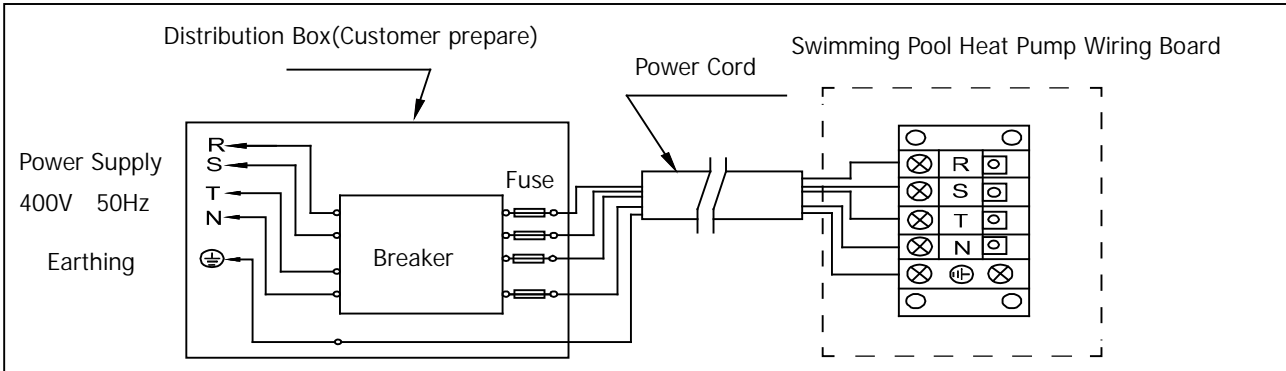 Distribution Box(Customer prepare)
Swimming Pool Heat Pump Wiring Board
Power Cord
Power Supply
400V 50Hz
Earthing
R
S
T
N
Fuse
Breaker
R
S
T
N